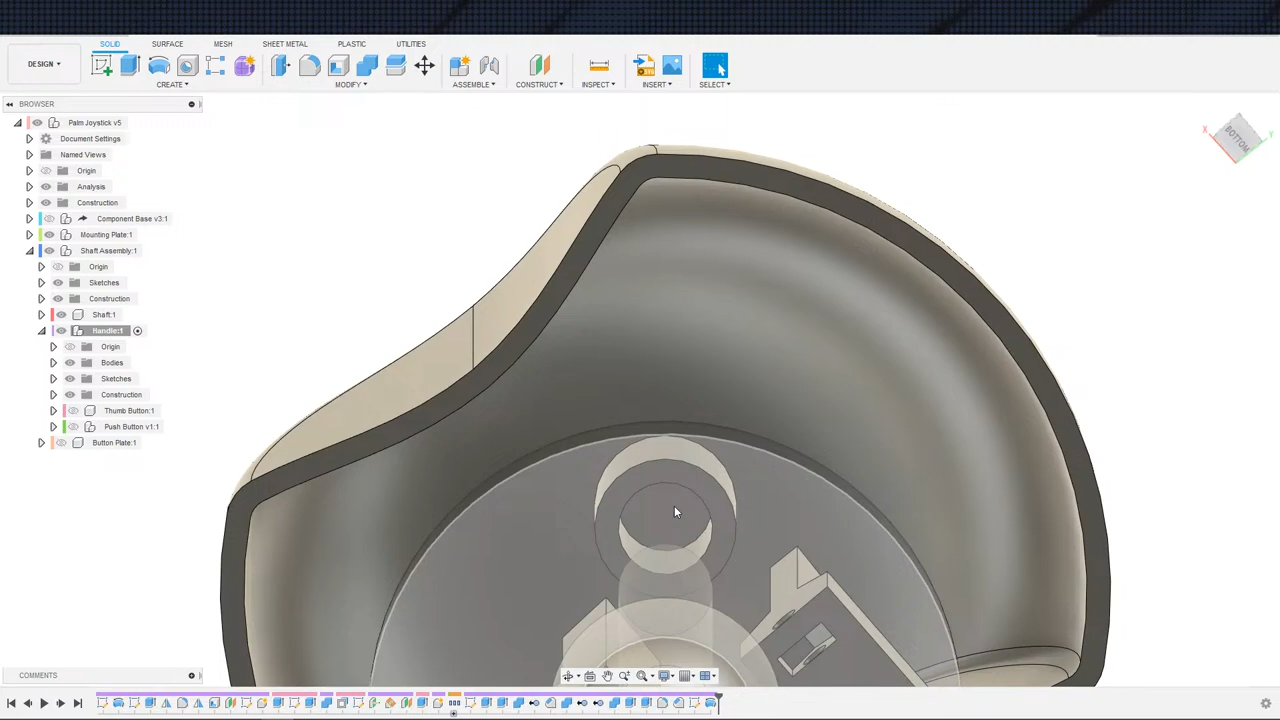 SOLID SURFACE MESH SHEET METAL PLASTIC UTILITIES
DESIGN
CREATE MODIFY ASSEMBLE CONSTRUCT INSPECT INSERT SELECT
BROWSER
Palm Joystick v5
Document Settings
Named Views
Origin
Analysis
Construction
Component Base v3:1
Mounting Plate:1
Shaft Assembly:1
Origin
Sketches
Construction
Shaft:1
Handle:1
Origin
Bodies
Sketches
Construction
Thumb Button:1
Push Button v1:1
Button Plate:1
X
BOTTOM
Y
COMMENTS